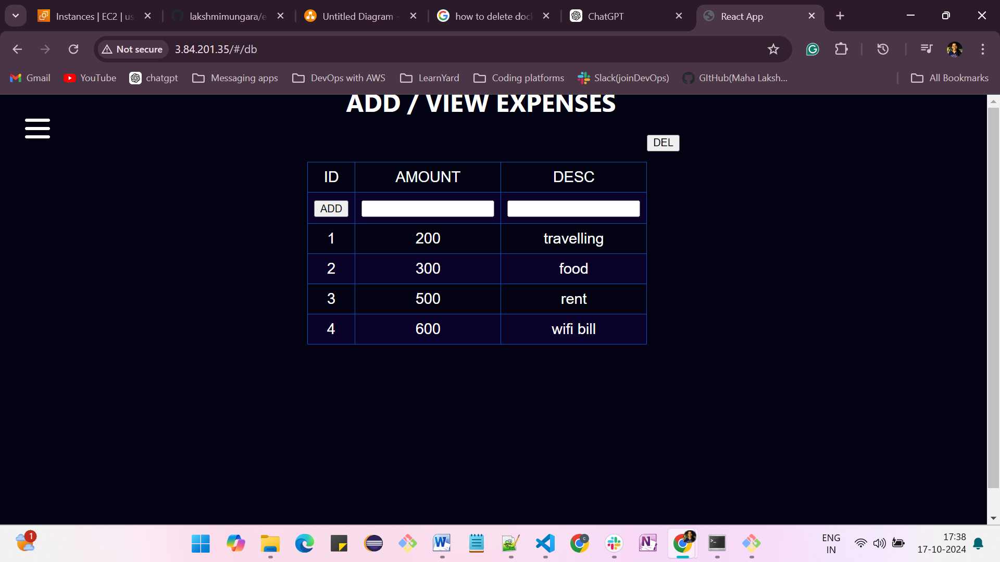 Instances | EC2 | us
lakshmimungara/e
Untitled Diagram -
how to delete doc
ChatGPT
React App
Not secure
3.84.201.35/#/db
Gmail
YouTube
chatgpt
Messaging apps
DevOps with AWS
LearnYard
Coding platforms
Slack(joinDevOps)
GItHub(Maha Laksh...
All Bookmarks
ADD / VIEW EXPENSES
DEL
ID AMOUNT DESC
ADD
1 200 travelling
2 300 food
3 500 rent
4 600 wifi bill
1
ENG
IN
17:38
17-10-2024